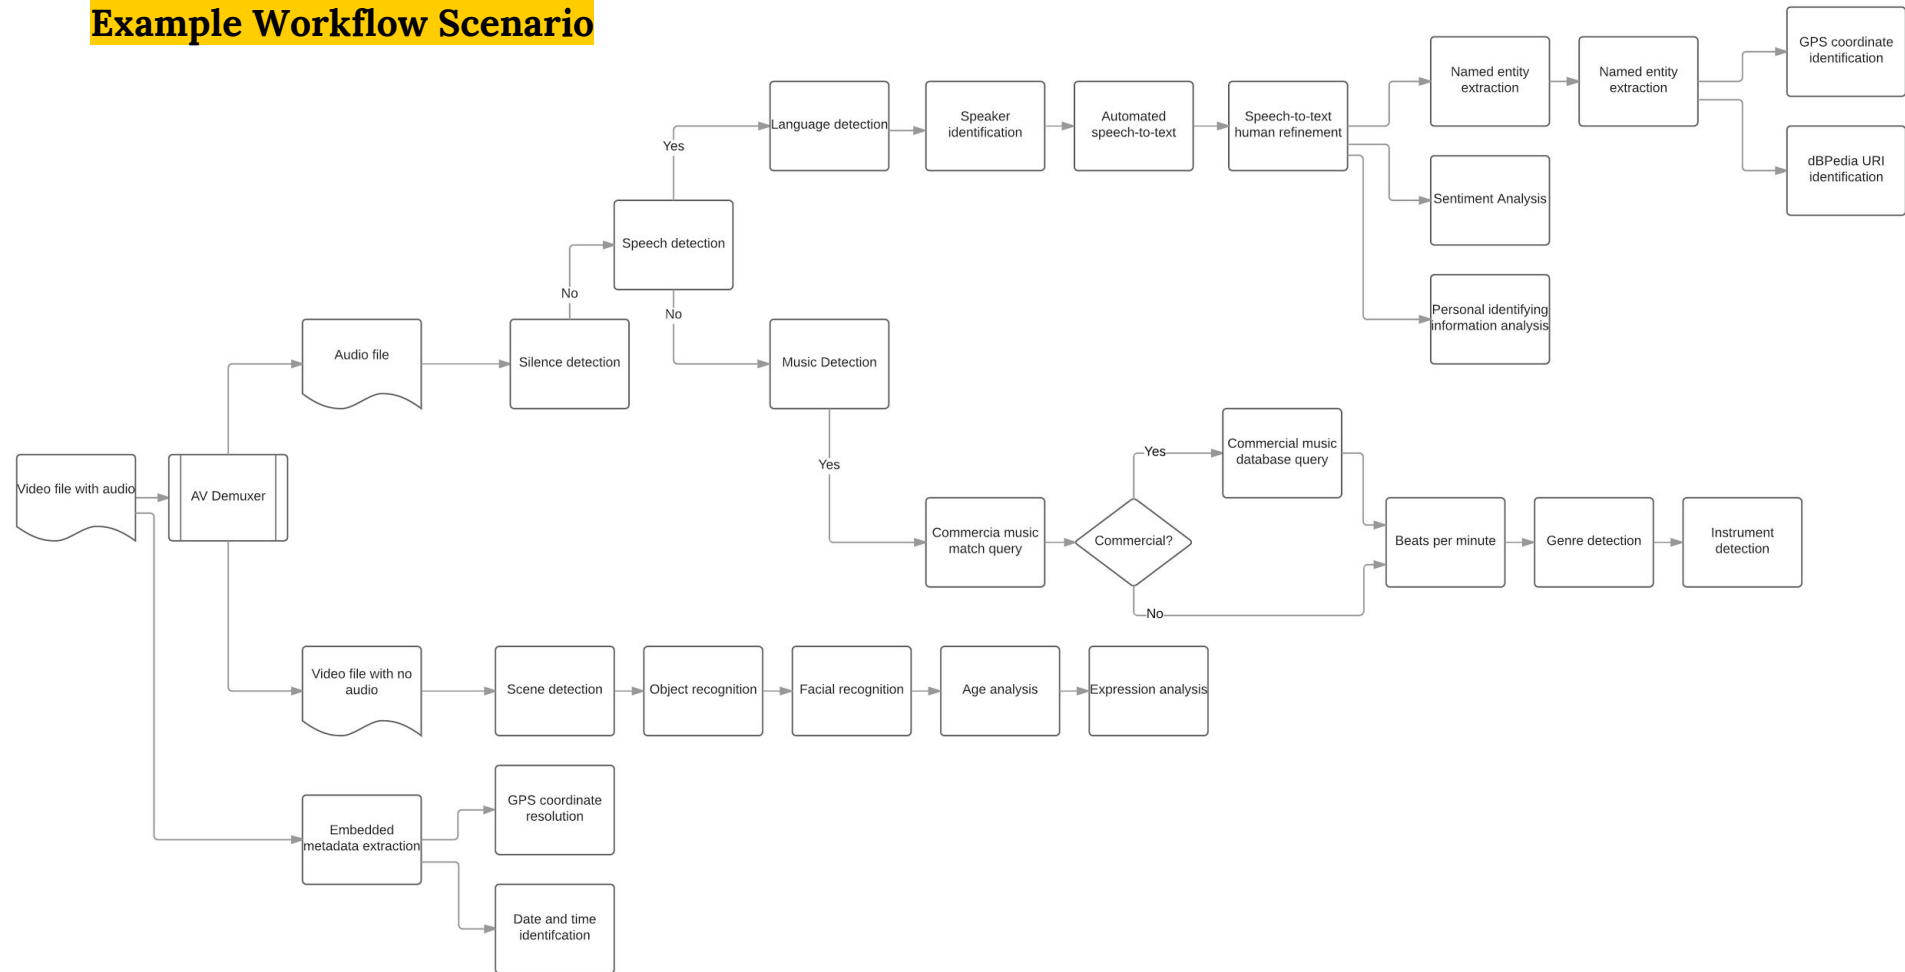 Example Workflow Scenario
GPS coordinate
identification
Named entity
extraction
Named entity
extraction
Language detection
Speaker
identification
Automated
speech-to-text
Speech-to-text
human refinement
dBPedia URI
identification
Yes
Sentiment Analysis
Speech detection
No
No
Personal identifying
information analysis
Audio file
Silence detection
Music Detection
Yes
Yes
Commercial music
database query
Video file with audio
AV Demuxer
Commercia music
match query
Commercial?
Beats per minute
Genre detection
Instrument
detection
No
Video file with no
audio
Scene detection
Object recognition
Facial recognition
Age analysis
Expression analysis
GPS coordinate
resolution
Embedded
metadata extraction
Date and time
identifcation